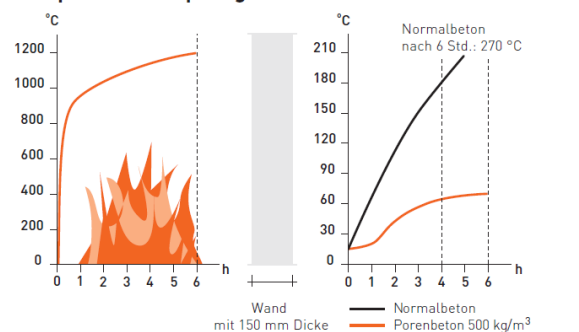 °C
1200
1000
800
600
400
200
0
0 1 2 3 4 5 6 h
Wand
mit 150 mm Dicke
°C
Normalbeton
nach 6 Std.: 270 °C
210
180
150
120
90
60
30
0
0 1 2 3 4 5 6 h
Normalbeton
Porenbeton 500 kg/m³